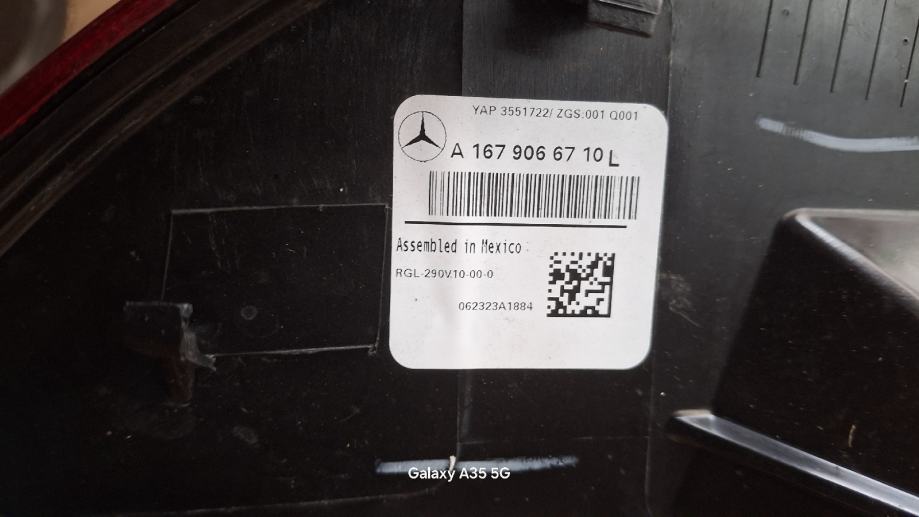 YAP 3551722/ ZGS:001 Q001
A 167 906 67 10 L
Assembled in Mexico
RGL-290V.10-00-0
062323A1884
Galaxy A35 5G